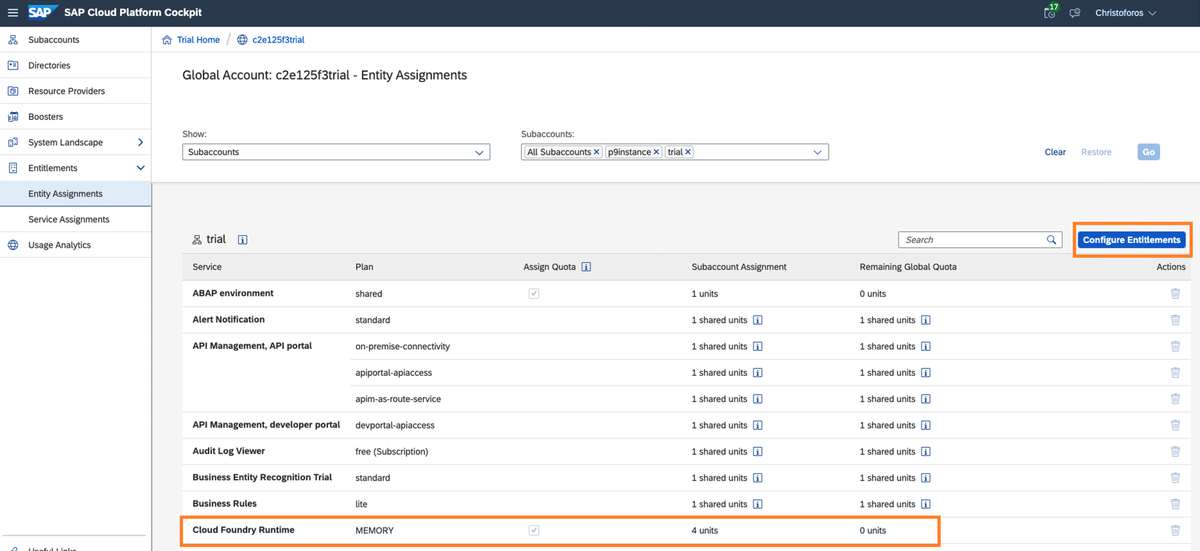 SAP SAP Cloud Platform Cockpit 17 Christoforos
Subaccounts
Directories
Resource Providers
Boosters
System Landscape
Entitlements
Entity Assignments
Service Assignments
Usage Analytics
Useful Links
Trial Home / c2e125f3trial
Global Account: c2e125f3trial - Entity Assignments
Show: Subaccounts:
Subaccounts All Subaccounts p9instance trial Clear Restore Go
trial Search Configure Entitlements
Service Plan Assign Quota Subaccount Assignment Remaining Global Quota Actions
ABAP environment shared 1 units 0 units
Alert Notification standard 1 shared units 1 shared units
API Management, API portal on-premise-connectivity 1 shared units 1 shared units
apiportal-apiaccess 1 shared units 1 shared units
apim-as-route-service 1 shared units 1 shared units
API Management, developer portal devportal-apiaccess 1 shared units 1 shared units
Audit Log Viewer free (Subscription) 1 shared units 1 shared units
Business Entity Recognition Trial standard 1 shared units 1 shared units
Business Rules lite 1 shared units 1 shared units
Cloud Foundry Runtime MEMORY 4 units 0 units